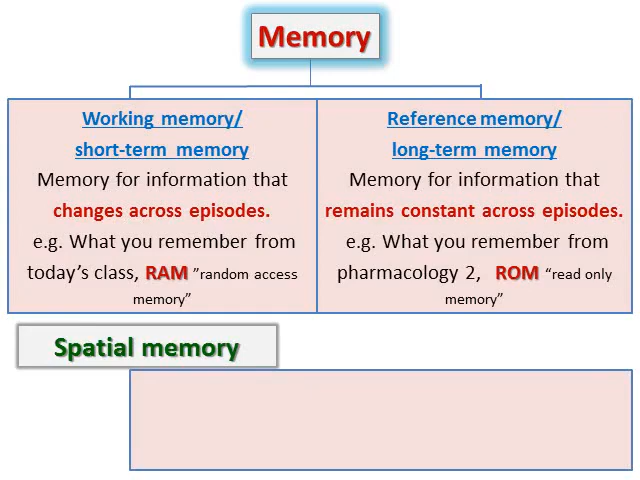 Memory
Working memory/
short-term memory
Memory for information that
changes across episodes.
e.g. What you remember from
today's class, RAM ”random access
memory”
Reference memory/
long-term memory
Memory for information that
remains constant across episodes.
e.g. What you remember from
pharmacology 2, ROM “read only
memory”
Spatial memory